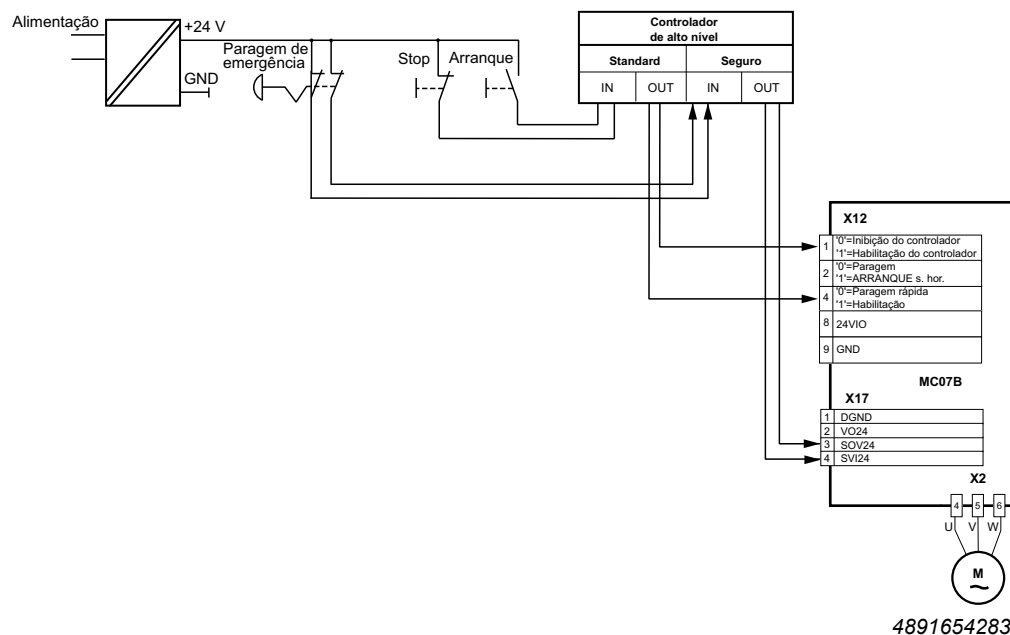 Alimentação
+24 V
GND
Paragem de
emergência
Stop
Arranque
Controlador
de alto nível
Standard
Seguro
IN
OUT
IN
OUT
X12
1
'0'=Inibição do controlador
'1'=Habilitação do controlador
2
'0'=Paragem
'1'=ARRANQUE s. hor.
4
'0'=Paragem rápida
'1'=Habilitação
8 24VIO
9 GND
MC07B
X17
1 DGND
2 VO24
3 SOV24
4 SVI24
X2
4 5 6
U V W
M
4891654283